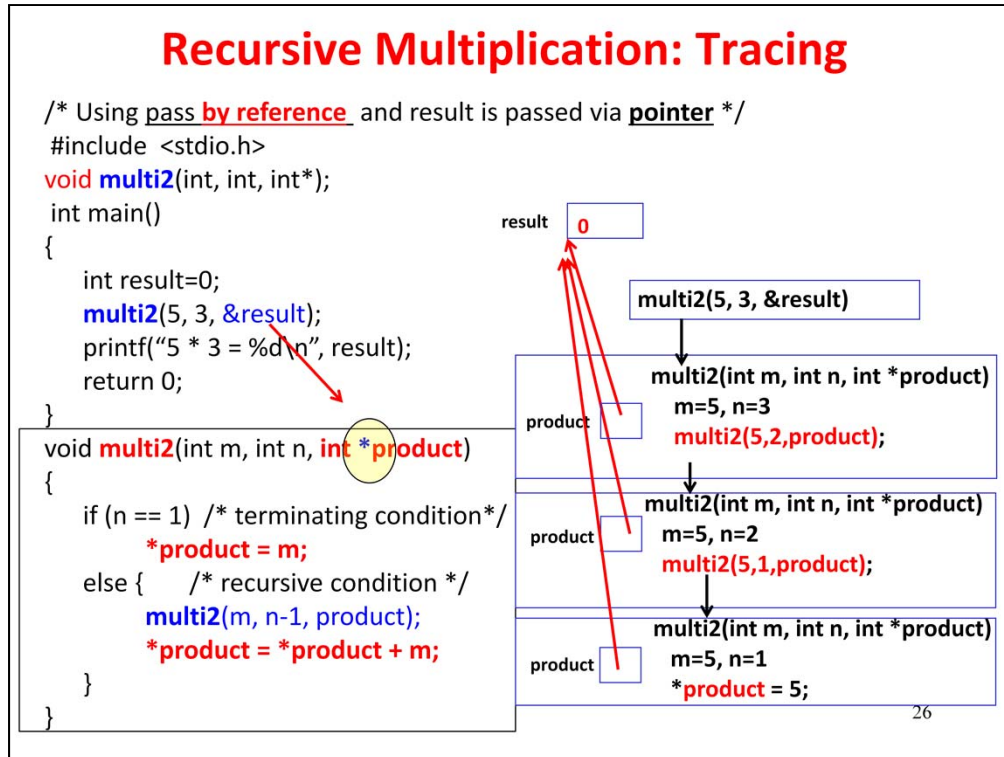 Recursive Multiplication: Tracing
/* Using pass by reference and result is passed via pointer */
#include <stdio.h>
void multi2(int, int, int*);
int main()
{
int result=0;
multi2(5, 3, &result);
printf(“5 * 3 = %d\n”, result);
return 0;
}
void multi2(int m, int n, int *product)
{
if (n == 1) /* terminating condition*/
*product = m;
else { /* recursive condition */
multi2(m, n-1, product);
*product = *product + m;
}
}
result 0
multi2(5, 3, &result)
multi2(int m, int n, int *product)
product m=5, n=3
multi2(5,2,product);
multi2(int m, int n, int *product)
product m=5, n=2
multi2(5,1,product);
multi2(int m, int n, int *product)
product m=5, n=1
*product = 5;
26